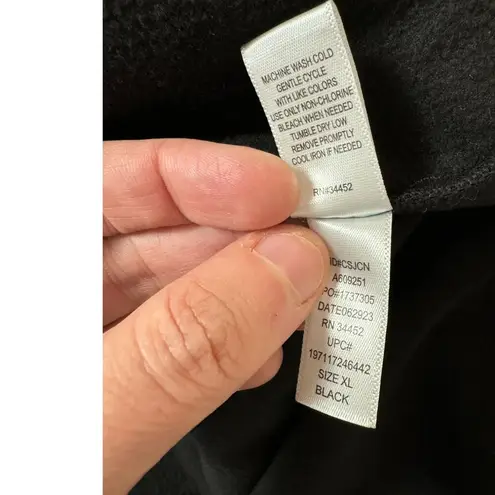 MACHINE WASH COLD
GENTLE CYCLE
WITH LIKE COLORS
USE ONLY NON-CHLORINE
BLEACH WHEN NEEDED
TUMBLE DRY LOW
REMOVE PROMPTLY
COOL IRON IF NEEDED
RN#34452
ID#CSJCN
A609251
PO#1737305
DATE062923
RN 34452
UPC#
197117246442
SIZE XL
BLACK